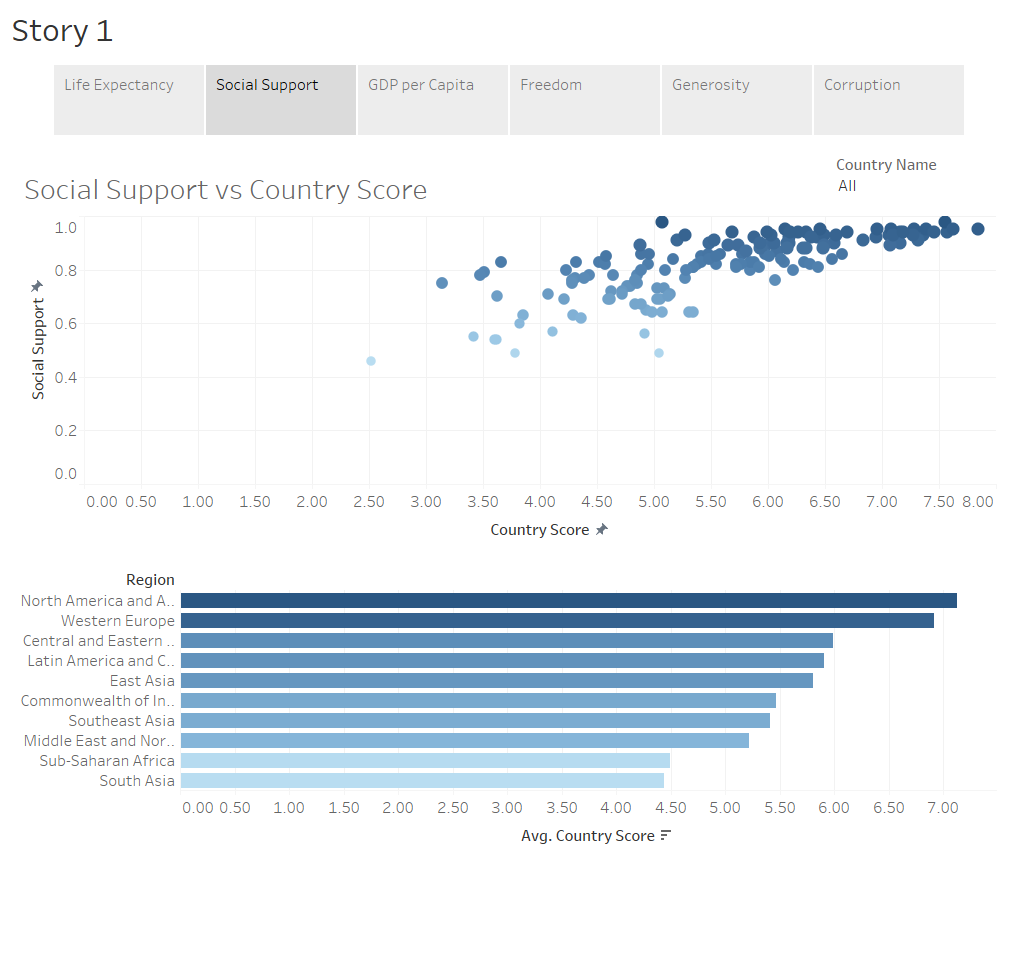 Story 1
Life Expectancy
Social Support
GDP per Capita
Freedom
Generosity
Corruption
Country Name
All
Social Support vs Country Score
1.0
0.8
0.6
0.4
0.2
0.0
Social Support
0.00 0.50 1.00 1.50 2.00 2.50 3.00 3.50 4.00 4.50 5.00 5.50 6.00 6.50 7.00 7.50 8.00
Country Score
Region
North America and A..
Western Europe
Central and Eastern ..
Latin America and C..
East Asia
Commonwealth of In..
Southeast Asia
Middle East and Nor..
Sub-Saharan Africa
South Asia
0.00 0.50 1.00 1.50 2.00 2.50 3.00 3.50 4.00 4.50 5.00 5.50 6.00 6.50 7.00
Avg. Country Score